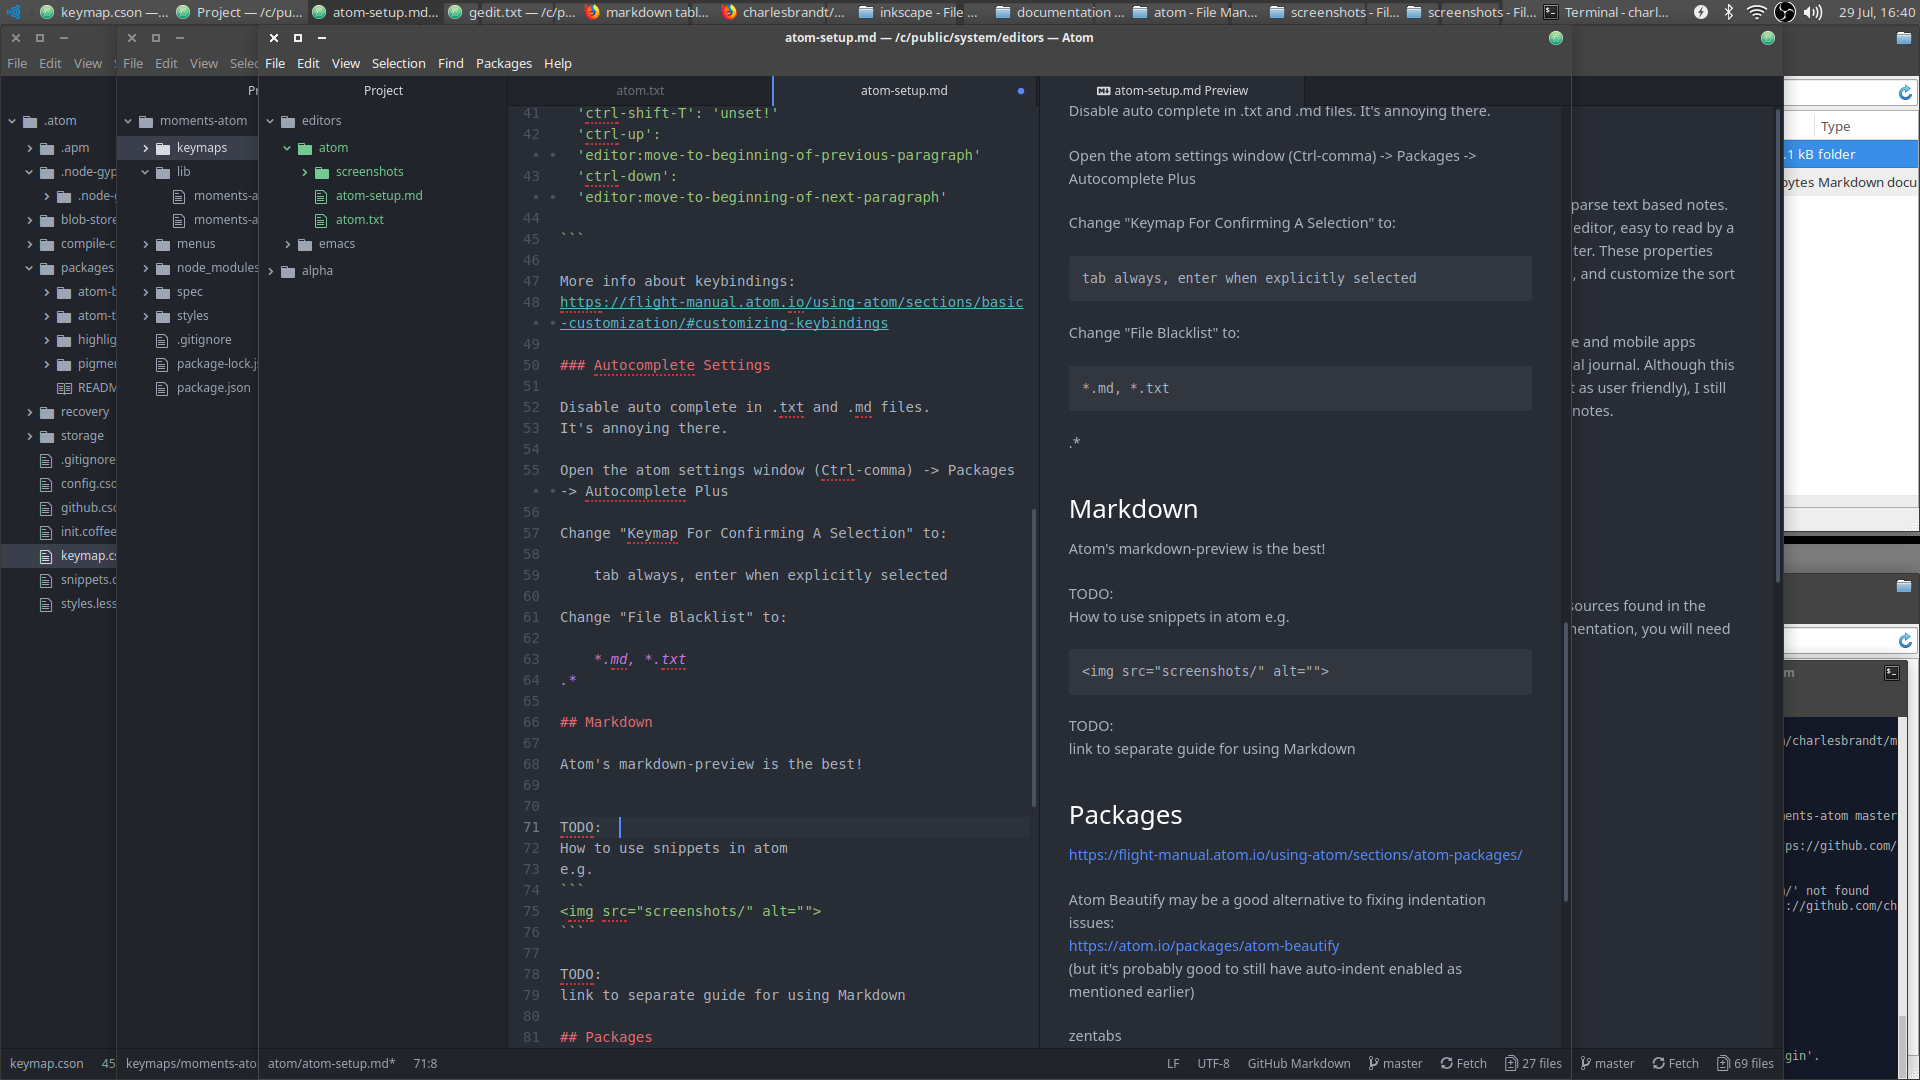 keymap.cson —...
Project — /c/pu...
atom-setup.md...
gedit.txt — /c/p...
markdown tabl...
charlesbrandt/...
inkscape - File ...
documentation ...
atom - File Man...
screenshots - Fil...
screenshots - Fil...
Terminal - charl...
29 Jul, 16:40
atom-setup.md — /c/public/system/editors — Atom
File Edit View
File Edit View Selec
File Edit View Selection Find Packages Help
.atom
.apm
.node-gyp
.node-g
blob-store
compile-c
packages
atom-b
atom-t
highlig
pigmen
READM
recovery
storage
.gitignore
config.cso
github.cso
init.coffee
keymap.cs
snippets.c
styles.less
keymap.cson 45
Pr
moments-atom
keymaps
lib
moments-a
moments-a
menus
node_modules
spec
styles
.gitignore
package-lock.js
package.json
keymaps/moments-ato
Project
editors
atom
screenshots
atom-setup.md
atom.txt
emacs
alpha
atom/atom-setup.md* 71:8
atom.txt
atom-setup.md
41 'ctrl-shift-T': 'unset!'
42 'ctrl-up':
'editor:move-to-beginning-of-previous-paragraph'
43 'ctrl-down':
'editor:move-to-beginning-of-next-paragraph'
44
45 ```
46
47 More info about keybindings:
48 https://flight-manual.atom.io/using-atom/sections/basic
-customization/#customizing-keybindings
49
50 ### Autocomplete Settings
51
52 Disable auto complete in .txt and .md files.
53 It's annoying there.
54
55 Open the atom settings window (Ctrl-comma) -> Packages
-> Autocomplete Plus
56
57 Change "Keymap For Confirming A Selection" to:
58
59 tab always, enter when explicitly selected
60
61 Change "File Blacklist" to:
62
63 *.md, *.txt
64 .*
65
66 ## Markdown
67
68 Atom's markdown-preview is the best!
69
70
71 TODO:
72 How to use snippets in atom
73 e.g.
74 ```
75 <img src="screenshots/" alt="">
76 ```
77
78 TODO:
79 link to separate guide for using Markdown
80
81 ## Packages
atom-setup.md Preview
Disable auto complete in .txt and .md files. It's annoying there.
Open the atom settings window (Ctrl-comma) -> Packages ->
Autocomplete Plus
Change "Keymap For Confirming A Selection" to:
tab always, enter when explicitly selected
Change "File Blacklist" to:
*.md, *.txt
.*
Markdown
Atom's markdown-preview is the best!
TODO:
How to use snippets in atom e.g.
<img src="screenshots/" alt="">
TODO:
link to separate guide for using Markdown
Packages
https://flight-manual.atom.io/using-atom/sections/atom-packages/
Atom Beautify may be a good alternative to fixing indentation
issues:
https://atom.io/packages/atom-beautify
(but it's probably good to still have auto-indent enabled as
mentioned earlier)
zentabs
LF UTF-8 GitHub Markdown master Fetch 27 files
parse text based notes.
editor, easy to read by a
ter. These properties
, and customize the sort
e and mobile apps
al journal. Although this
t as user friendly), I still
notes.
sources found in the
nentation, you will need
master Fetch 69 files
Type
.1 kB folder
bytes Markdown docu
m
/charlesbrandt/m
ents-atom master
ps://github.com/
/' not found
://github.com/ch
gin'.